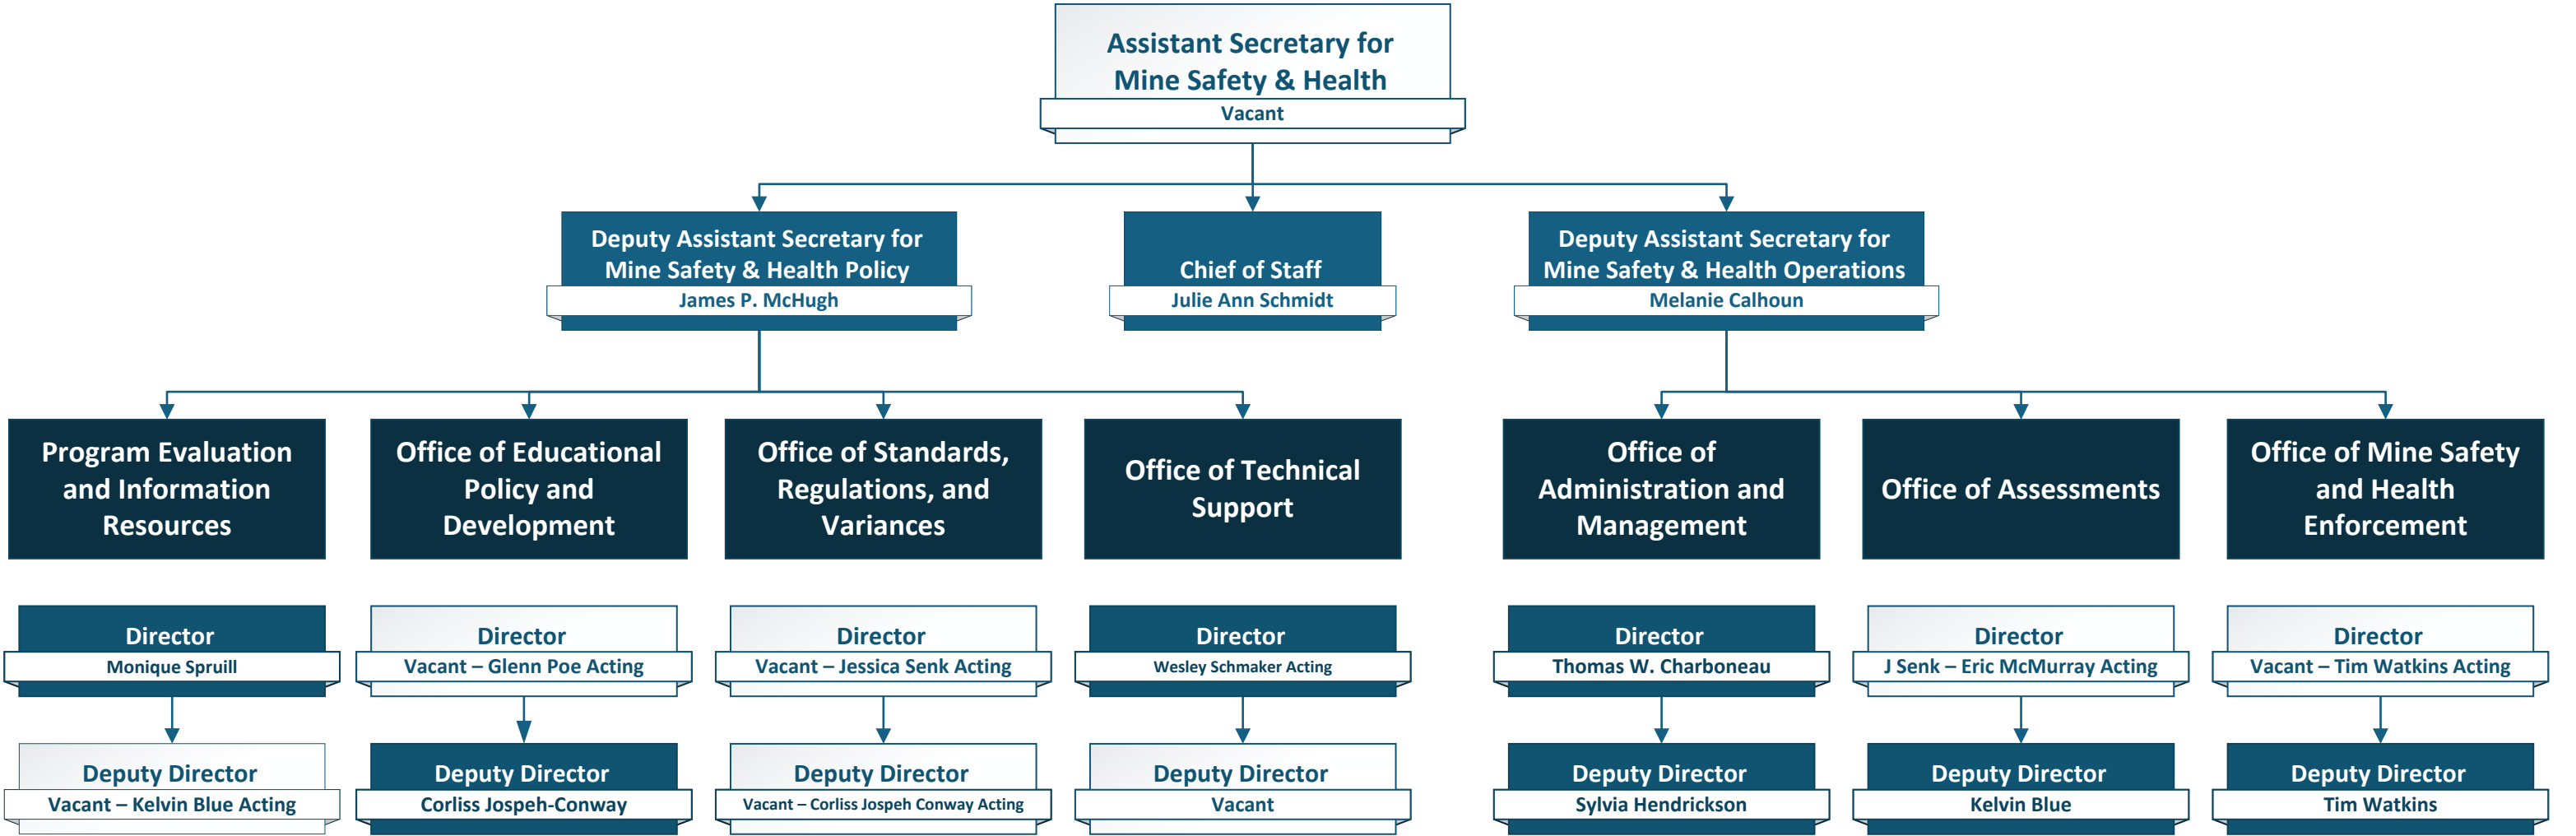 Assistant Secretary for
Mine Safety & Health
Vacant
Deputy Assistant Secretary for
Mine Safety & Health Policy
James P. McHugh
Chief of Staff
Julie Ann Schmidt
Deputy Assistant Secretary for
Mine Safety & Health Operations
Melanie Calhoun
Program Evaluation
and Information
Resources
Office of Educational
Policy and
Development
Office of Standards,
Regulations, and
Variances
Office of Technical
Support
Office of
Administration and
Management
Office of Assessments
Office of Mine Safety
and Health
Enforcement
Director
Monique Spruill
Director
Vacant – Glenn Poe Acting
Director
Vacant – Jessica Senk Acting
Director
Wesley Schmaker Acting
Director
Thomas W. Charboneau
Director
J Senk – Eric McMurray Acting
Director
Vacant – Tim Watkins Acting
Deputy Director
Vacant – Kelvin Blue Acting
Deputy Director
Corliss Jospeh-Conway
Deputy Director
Vacant – Corliss Jospeh Conway Acting
Deputy Director
Vacant
Deputy Director
Sylvia Hendrickson
Deputy Director
Kelvin Blue
Deputy Director
Tim Watkins